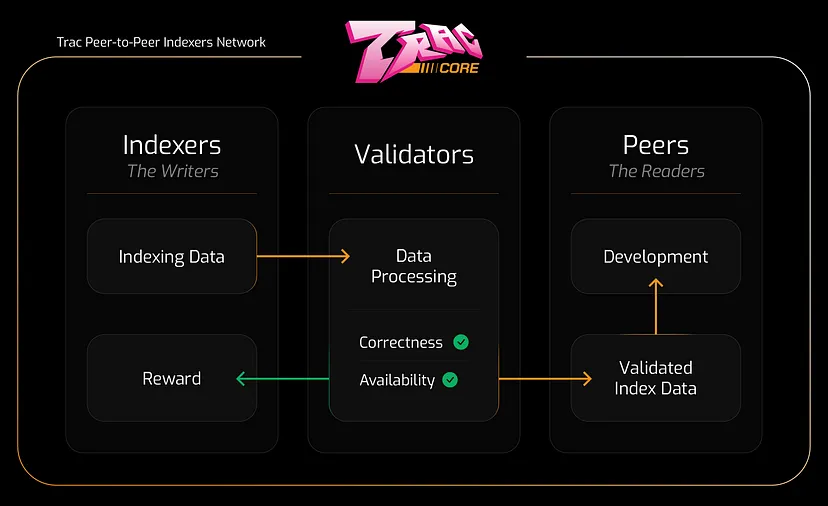 Trac Peer-to-Peer Indexers Network
TRAC
CORE
Indexers
The Writers
Indexing Data
Reward
Validators
Data
Processing
Correctness
Availability
Peers
The Readers
Development
Validated
Index Data